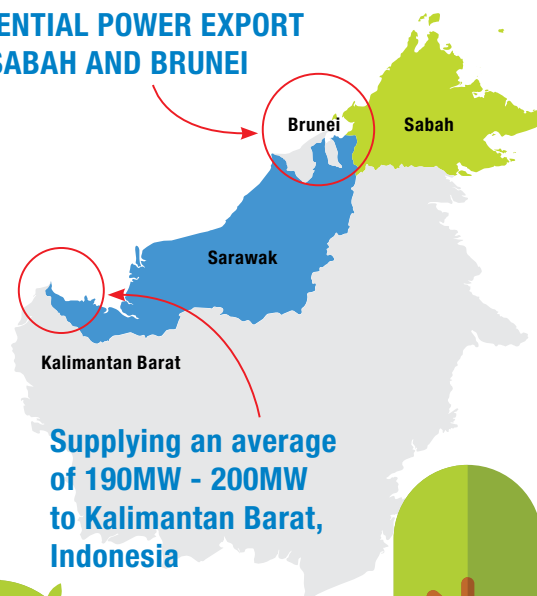 ENTIAL POWER EXPORT
SABAH AND BRUNEI
Brunei
Sabah
Sarawak
Kalimantan Barat
Supplying an average
of 190MW - 200MW
to Kalimantan Barat,
Indonesia